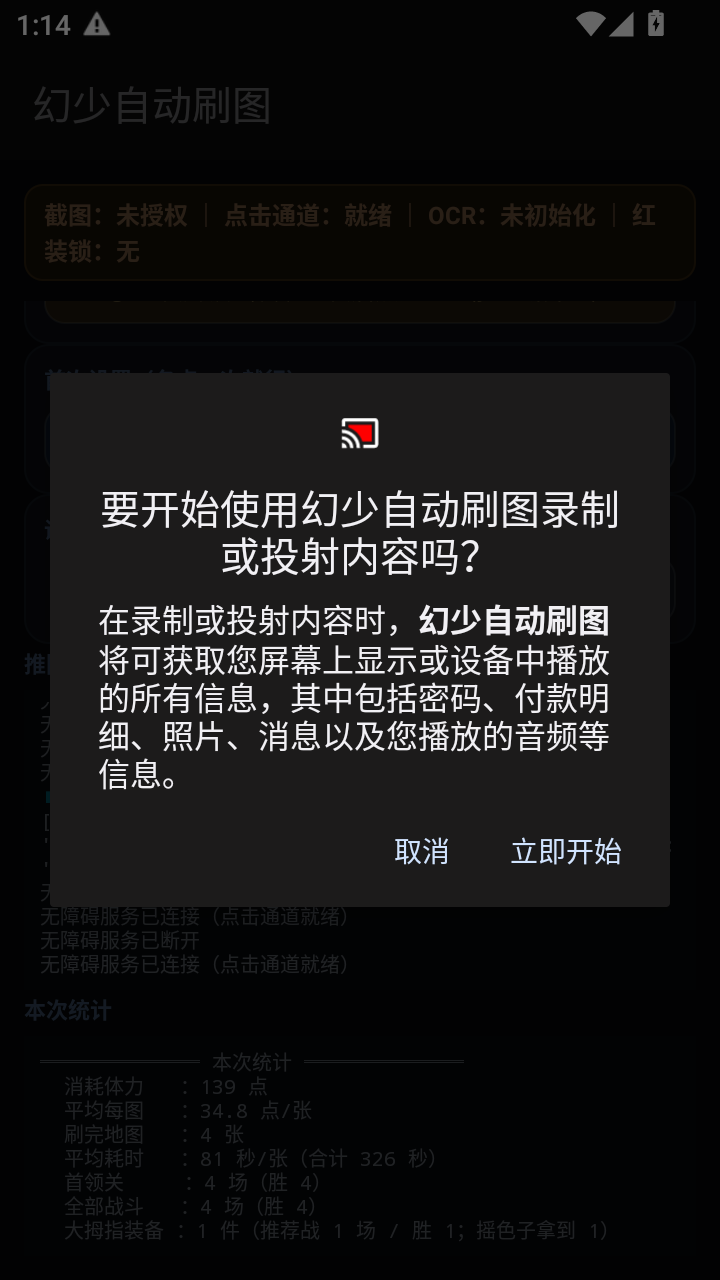 1:14
幻少自动刷图
截图：未授权 ｜ 点击通道：就绪 ｜ OCR：未初始化 ｜ 红
装锁：无
要开始使用幻少自动刷图录制
或投射内容吗？
在录制或投射内容时，幻少自动刷图
将可获取您屏幕上显示或设备中播放
的所有信息，其中包括密码、付款明
细、照片、消息以及您播放的音频等
信息。
取消 立即开始
无障碍服务已连接（点击通道就绪）
无障碍服务已断开
无障碍服务已连接（点击通道就绪）
本次统计
════════ 本次统计 ════════
消耗体力 ：139 点
平均每图 ：34.8 点/张
刷完地图 ：4 张
平均耗时 ：81 秒/张（合计 326 秒）
首领关 ：4 场（胜 4）
全部战斗 ：4 场（胜 4）
大拇指装备 ：1 件（推荐战 1 场 / 胜 1；摇色子拿到 1）